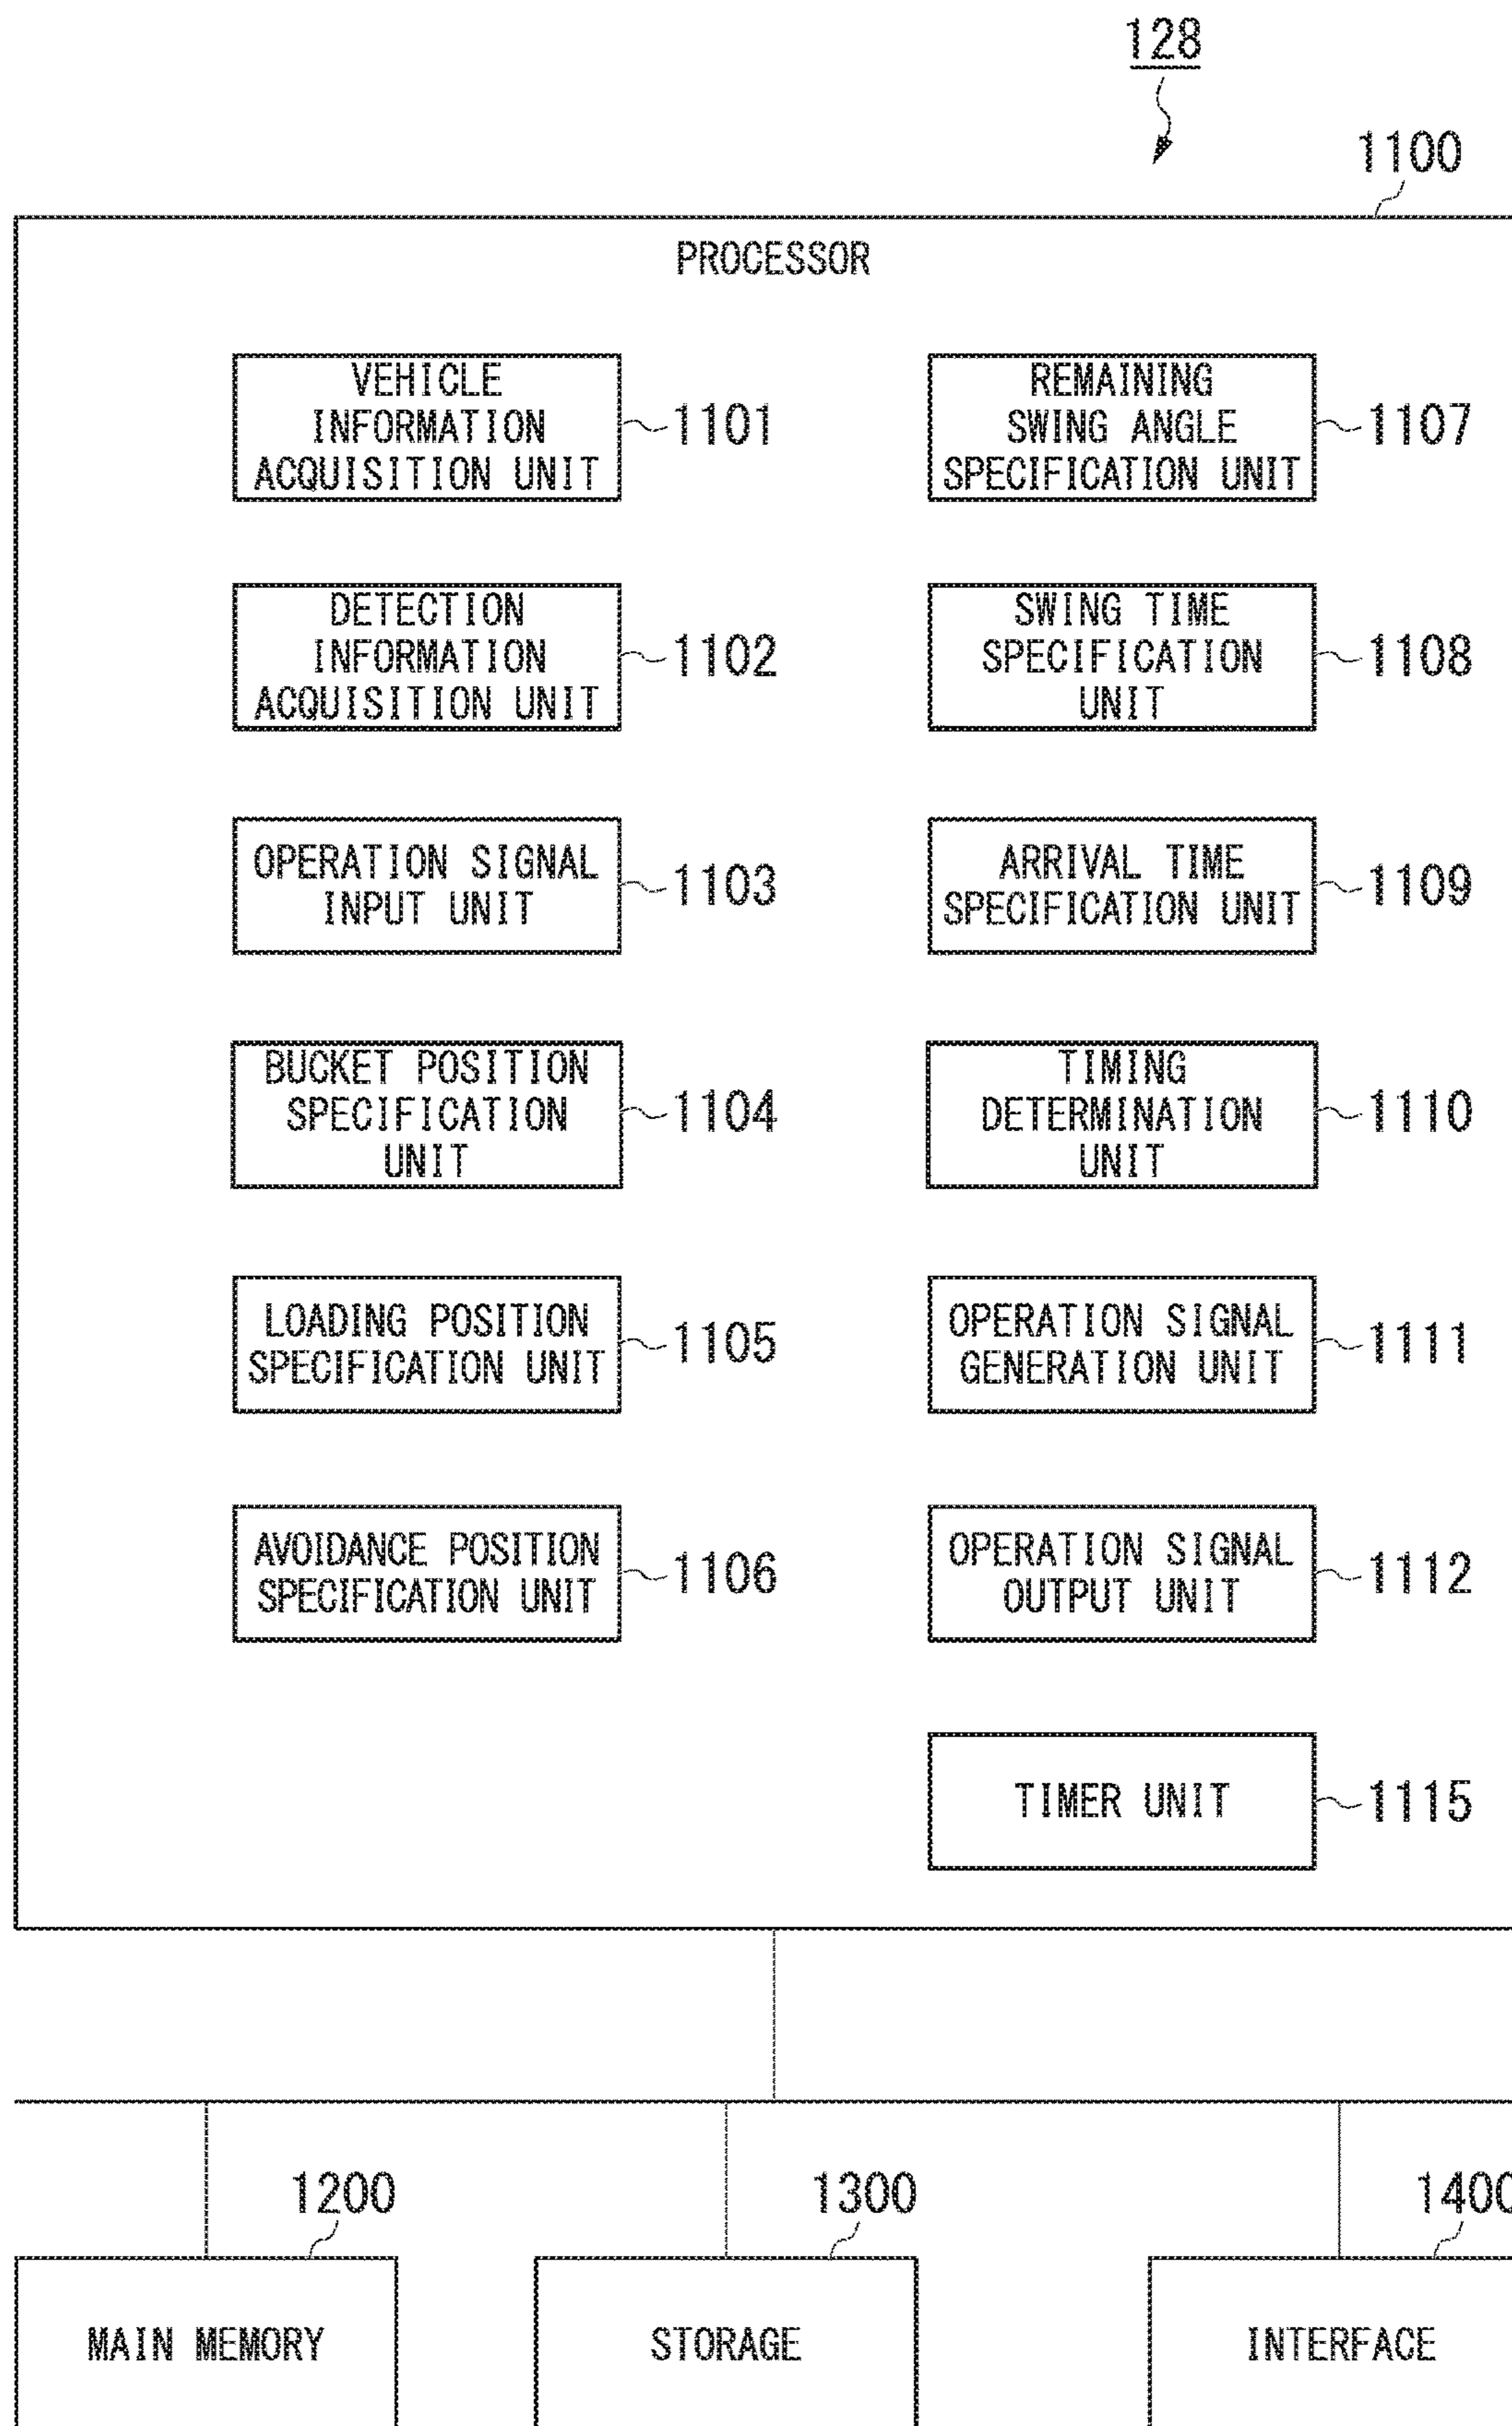 128
1100
PROCESSOR
VEHICLE
INFORMATION
ACQUISITION UNIT
1101
DETECTION
INFORMATION
ACQUISITION UNIT
1102
OPERATION SIGNAL
INPUT UNIT
1103
BUCKET POSITION
SPECIFICATION
UNIT
1104
LOADING POSITION
SPECIFICATION UNIT
1105
AVOIDANCE POSITION
SPECIFICATION UNIT
1106
REMAINING
SWING ANGLE
SPECIFICATION UNIT
1107
SWING TIME
SPECIFICATION
UNIT
1108
ARRIVAL TIME
SPECIFICATION UNIT
1109
TIMING
DETERMINATION
UNIT
1110
OPERATION SIGNAL
GENERATION UNIT
1111
OPERATION SIGNAL
OUTPUT UNIT
1112
TIMER UNIT
1115
1200
MAIN MEMORY
1300
STORAGE
1400
INTERFACE